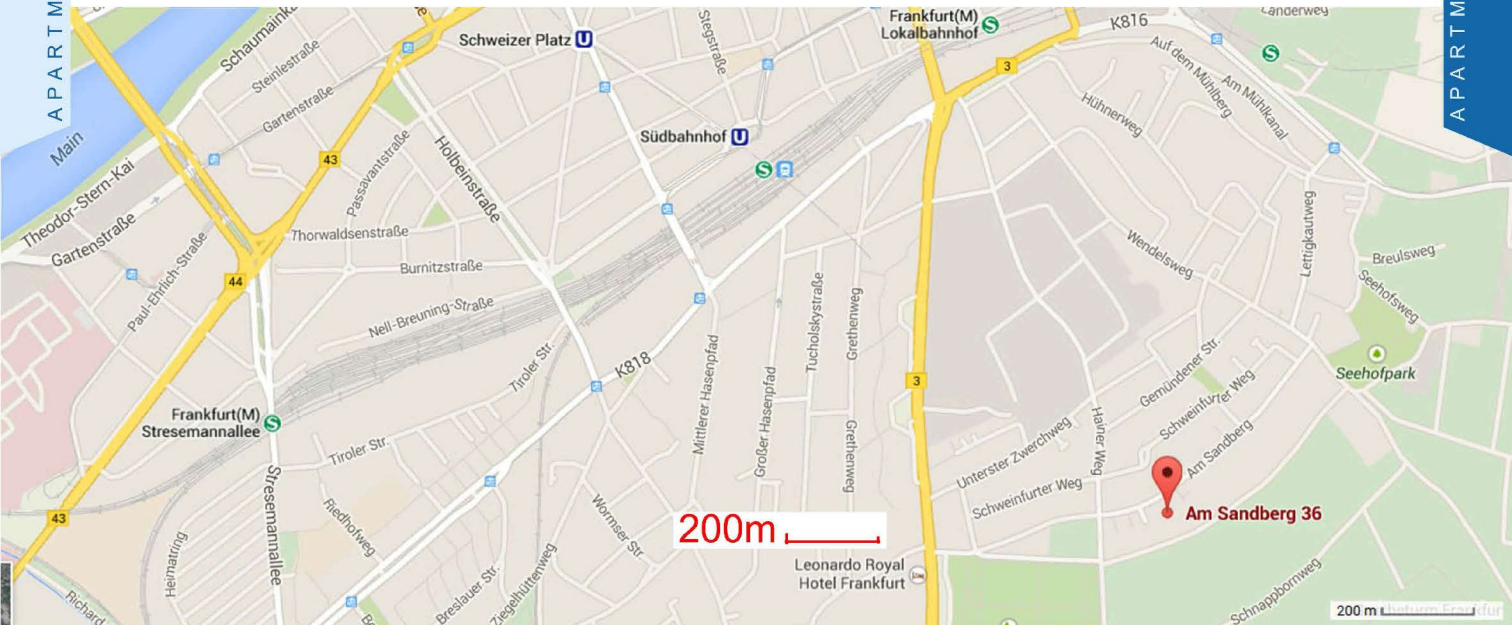 APARTM
Schaumainka
Steinlestraße
Gartenstraße
Schweizer Platz U
Stegstraße
Frankfurt(M)
Lokalbahnhof S
K816
Länderweg
S
APARTM
3
Auf dem Mühlberg
Am Mühlkanal
Hühnerweg
Main
Theodor-Stern-Kai
Gartenstraße
43
Passavantstraße
Holbeinstraße
Südbahnhof U
S
Thorwaldsenstraße
Burnitzstraße
Paul-Ehrlich-Straße
44
Nell-Breuning-Straße
Wendelsweg
Lettigkautweg
Breulsweg
Seehofsweg
Seehofpark
Tiroler Str.
K818
Mittlerer Hasenpfad
Großer Hasenpfad
Tucholskystraße
Grethenweg
Grethenweg
3
Gemündener Str.
Schweinfurter Weg
Am Sandberg
Hainer Weg
Unterster Zwerchweg
Schweinfurter Weg
Frankfurt(M)
Stresemannallee S
Tiroler Str.
Stresemannallee
43
Riedhofweg
Heimatring
Richard
Wormser Str.
Breslauer Str.
Ziegelhüttenweg
200m
Am Sandberg 36
Leonardo Royal
Hotel Frankfurt
Schnappbornweg
200 m